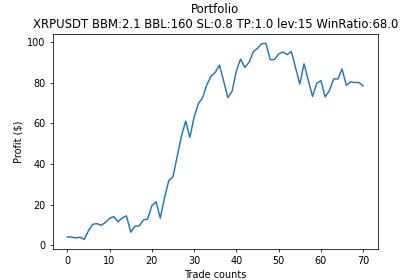 Portfolio
XRPUSDT BBM:2.1 BBL:160 SL:0.8 TP:1.0 lev:15 WinRatio:68.0
100
80
60
40
20
0
Profit ($)
0 10 20 30 40 50 60 70
Trade counts